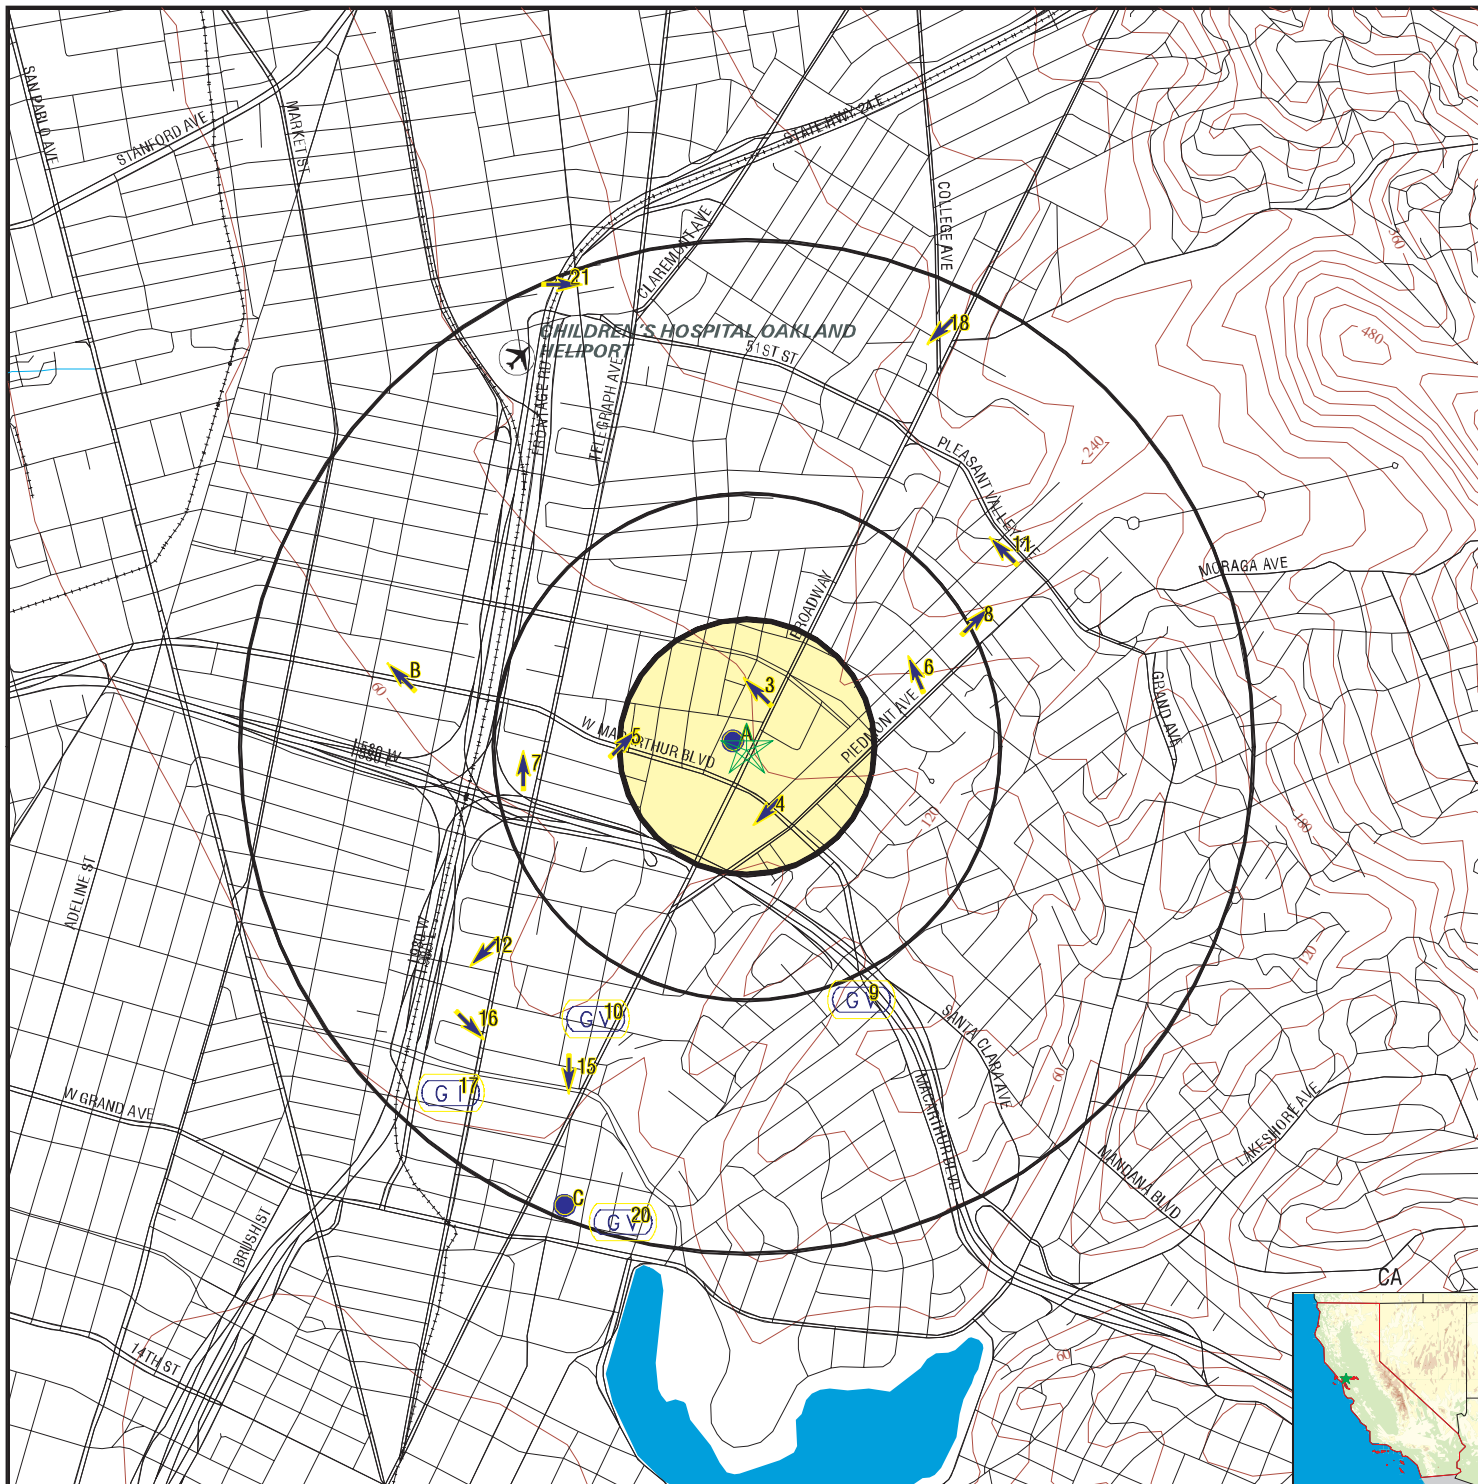 SAN PABLO AVE
STANFORD AVE
MARKET ST
STATE HWY 24 E
COLLEGE AVE
CLAREMONT AVE
360
21
18
480
CHILDREN'S HOSPITAL OAKLAND
HELIPORT
51ST ST
FRONTAGE RD
TELEGRAPH AVE
240
PLEASANT VALLEY AVE
11
MORAGA AVE
BROADWAY
8
B
60
6
3
GRAND AVE
PIEDMONT AVE
W MACARTHUR BLVD
5
A
I 580 W
7
4
120
180
ADELINE ST
I 980 W
12
120
G V
9
G V
10
16
SANTA CLARA AVE
15
60
G I
17
W GRAND AVE
MACARTHUR BLVD
LAKESHORE AVE
MANDANA BLVD
C
G V
20
BRUSH ST
CA
14TH ST
60